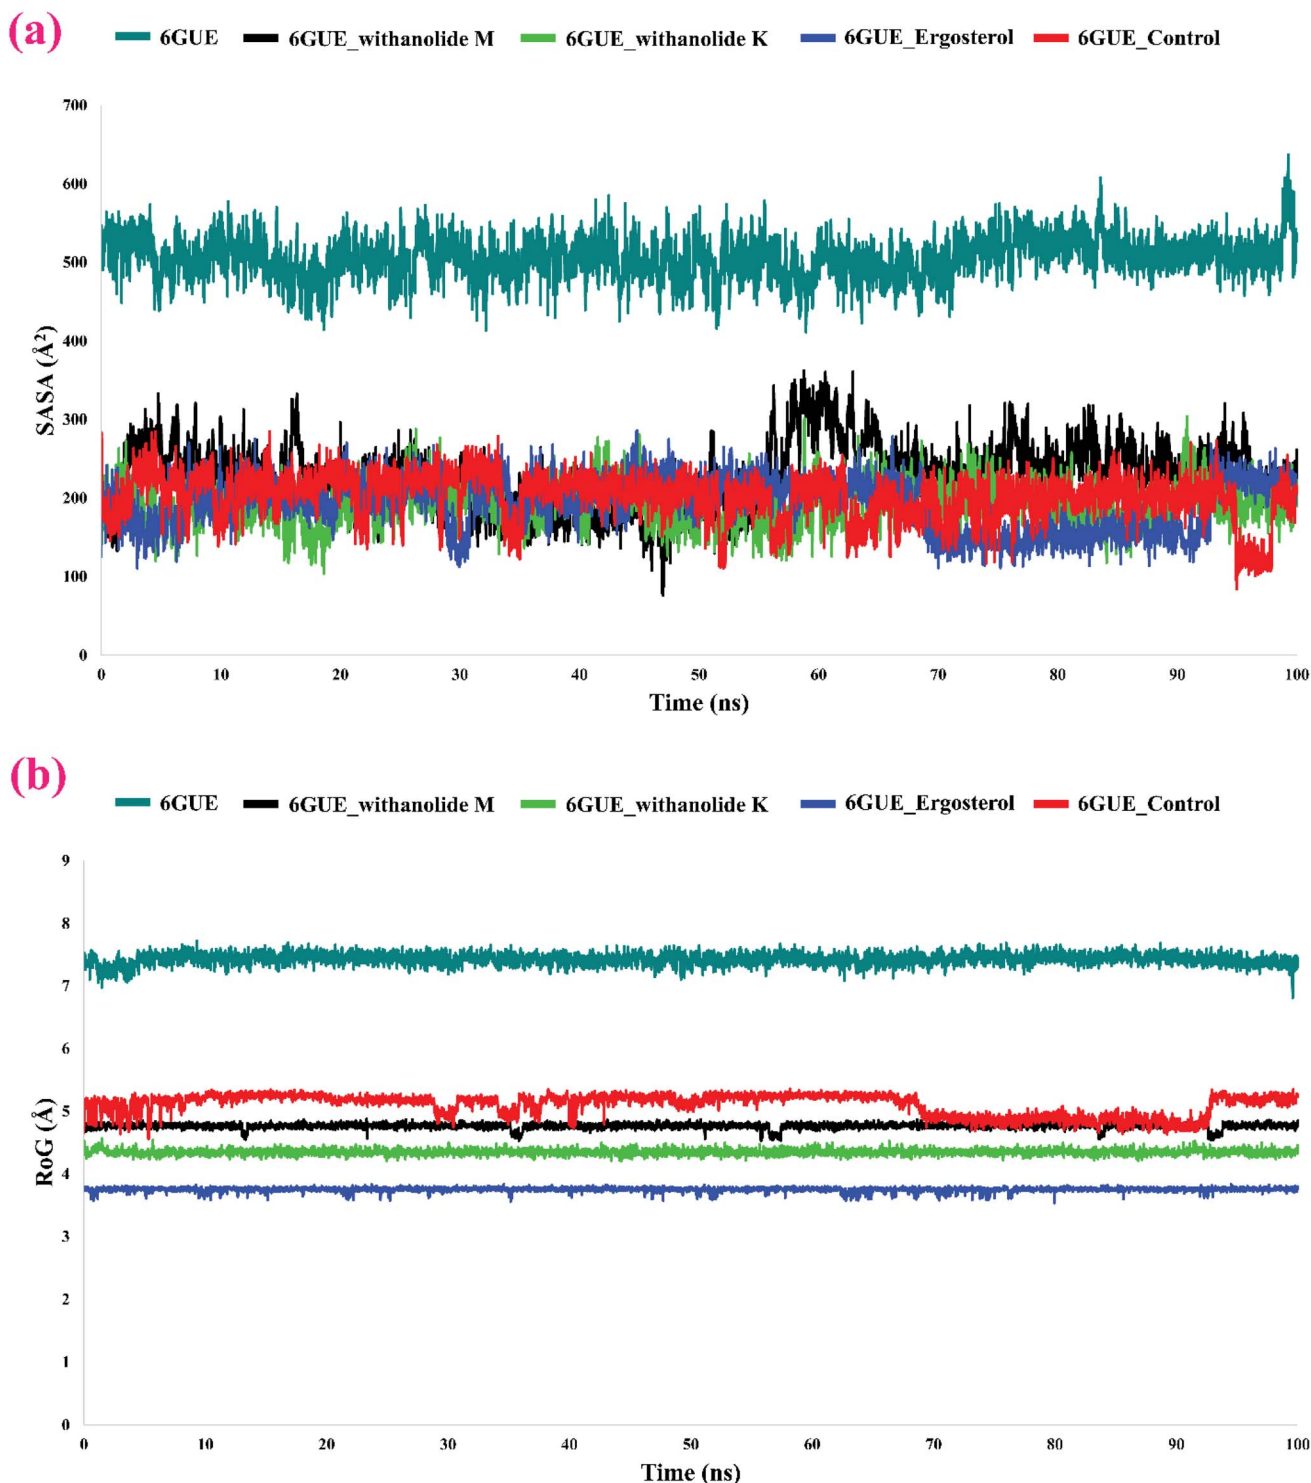 (a)
6GUE 6GUE_withanolide M 6GUE_withanolide K 6GUE_Ergosterol 6GUE_Control
700
600
500
400
300
200
100
0
SASA (Å²)
0 10 20 30 40 50 60 70 80 90 100
Time (ns)
(b)
6GUE 6GUE_withanolide M 6GUE_withanolide K 6GUE_Ergosterol 6GUE_Control
9
8
7
6
5
4
3
2
1
0
RoG (Å)
0 10 20 30 40 50 60 70 80 90 100
Time (ns)